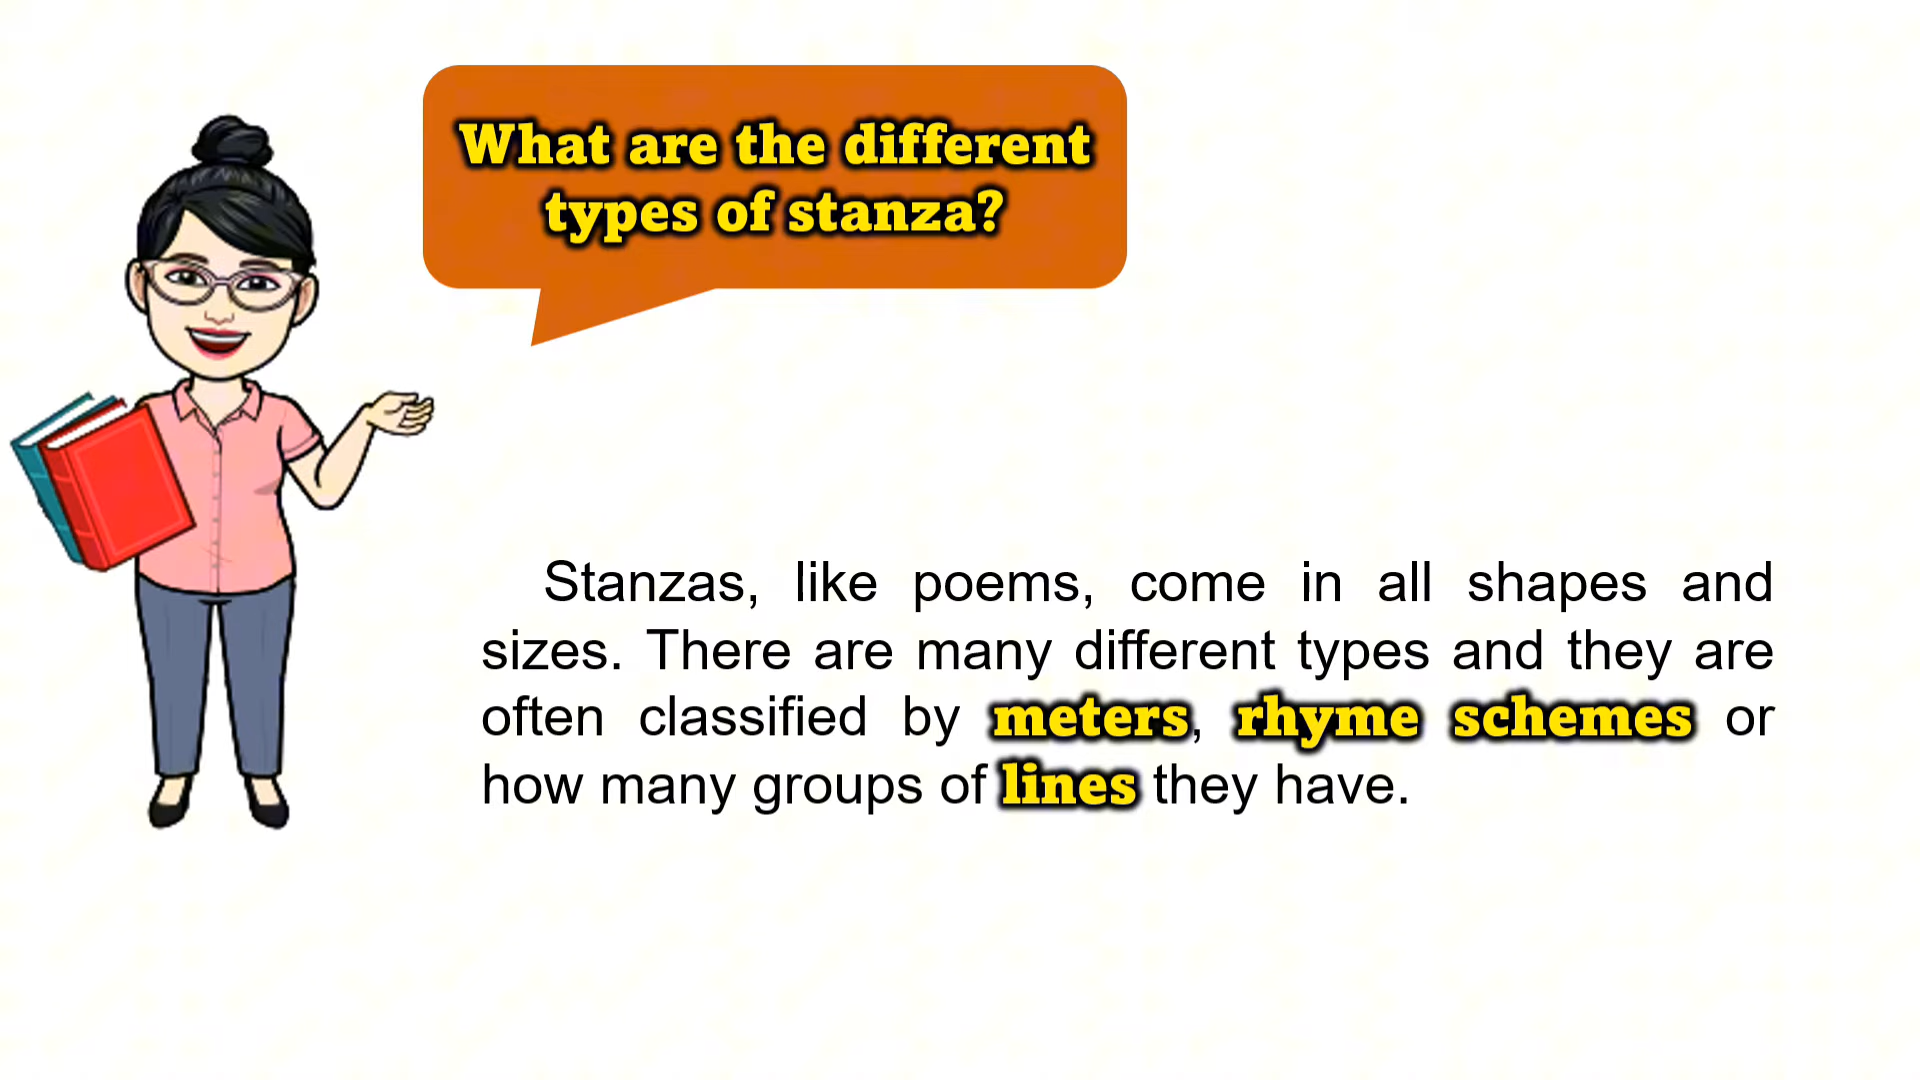 What are the different
types of stanza?
Stanzas, like poems, come in all shapes and
sizes. There are many different types and they are
often classified by meters, rhyme schemes or
how many groups of lines they have.